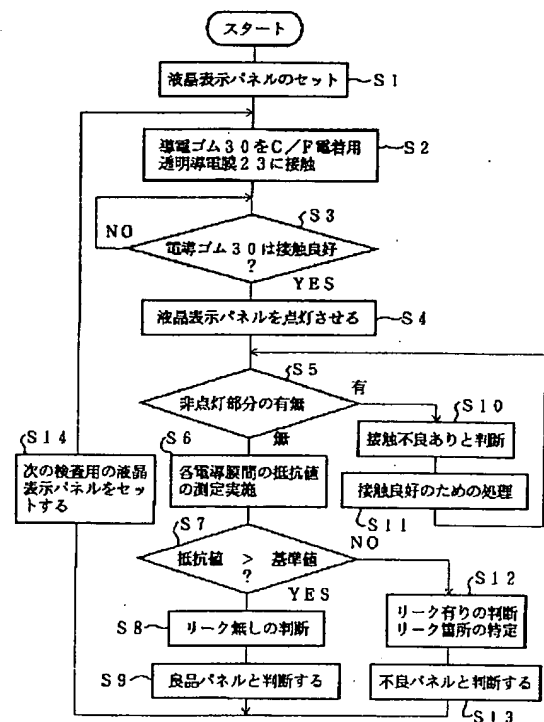 スタート
液晶表示パネルのセット
S1
導電ゴム30をC/F電着用
透明導電膜23に接触
S2
S3
NO
電導ゴム30は接触良好
?
YES
液晶表示パネルを点灯させる
S4
S5
非点灯部分の有無
有
無
S10
接触不良ありと判断
接触良好のための処理
S11
S6
各電導膜間の抵抗値
の測定実施
S14
次の検査用の液晶
表示パネルをセッ
トする
S7
抵抗値 > 基準値
?
NO
YES
S8
リーク無しの判断
S9
良品パネルと判断する
S12
リーク有りの判断
リーク箇所の特定
不良パネルと判断する
S13